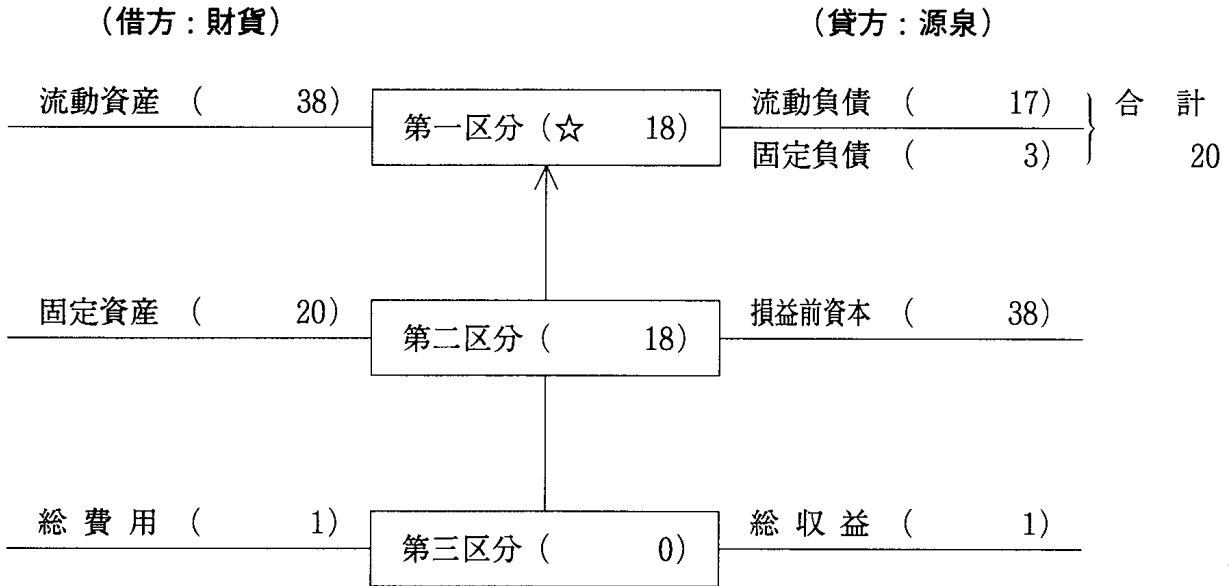 (借方：財貨) (貸方：源泉)
流動資産 ( 38) 第一区分 (☆ 18) 流動負債 ( 17) 合 計
固定負債 ( 3) 20
固定資産 ( 20) 第二区分 ( 18) 損益前資本 ( 38)
総 費 用 ( 1) 第三区分 ( 0) 総 収 益 ( 1)